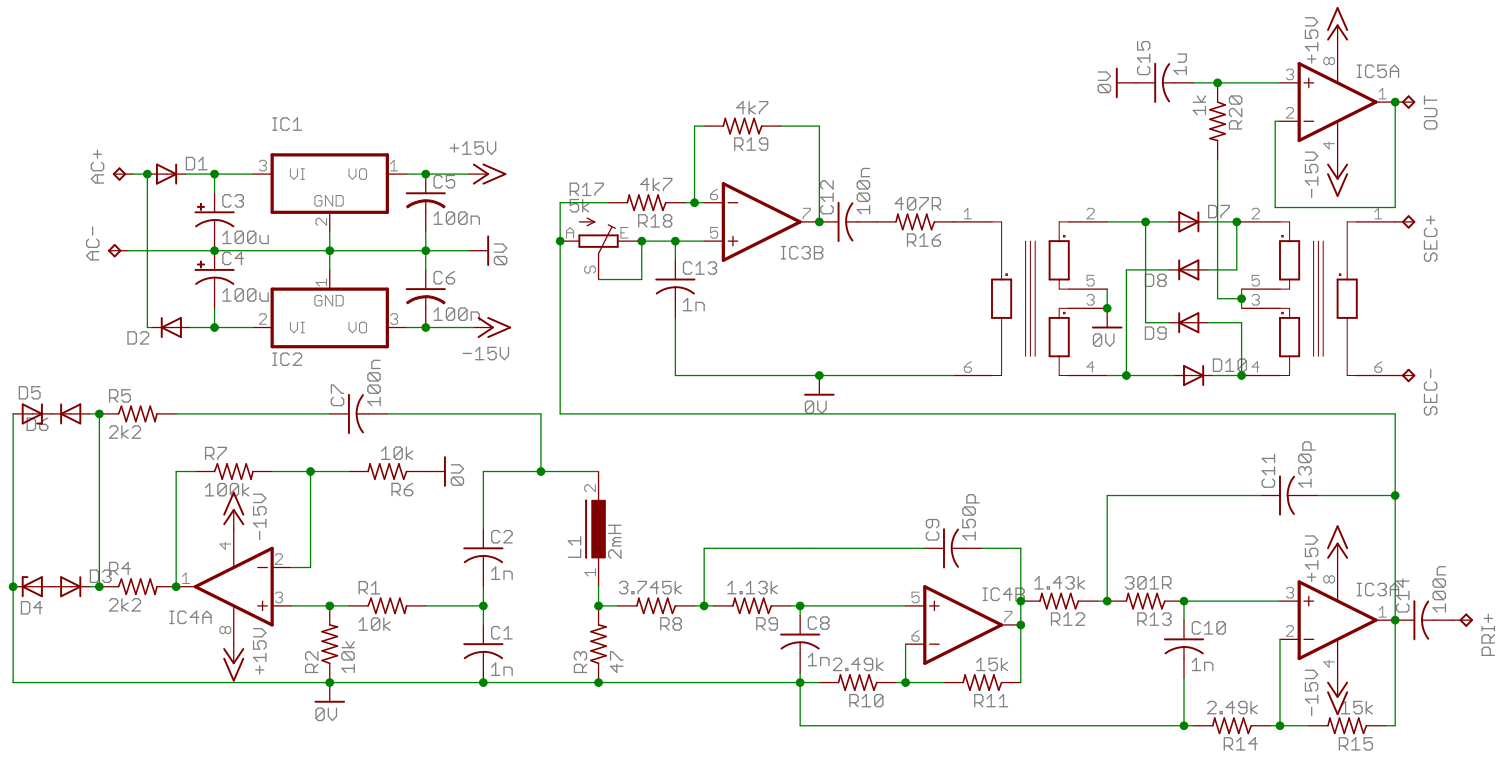 IC1
AC+
D1
3
VI
VO
1
GND
2
+15V
C3
100u
C5
100n
AC-
0V
C4
100u
C6
100n
1
GND
2
VI
VO
3
D2
IC2
-15V
4k7
R19
R17
5k
A
E
S
4k7
R18
6
5
7
IC3B
C13
1n
C12
100n
407R
R16
1
6
0V
2
5
3
4
0V
D7
D8
D9
D10
2
5
3
4
1
6
SEC+
SEC-
0V
C15
1u
1k
R20
3
2
+15V
8
4
-15V
1
IC5A
OUT
D5
D6
R5
2k2
C7
100n
R7
100k
10k
R6
0V
-15V
4
2
3
1
8
+15V
IC4A
D3
D4
R4
2k2
R1
10k
R2
10k
0V
C2
1n
C1
1n
2
L1
2mH
1
R3
47
3.745k
R8
1.13k
R9
C9
150p
C8
1n
5
6
7
IC4B
2.49k
R10
15k
R11
1.43k
R12
301R
R13
C11
130p
C10
1n
3
2
+15V
8
4
-15V
1
IC3A
C14
100n
PRI+
2.49k
R14
15k
R15